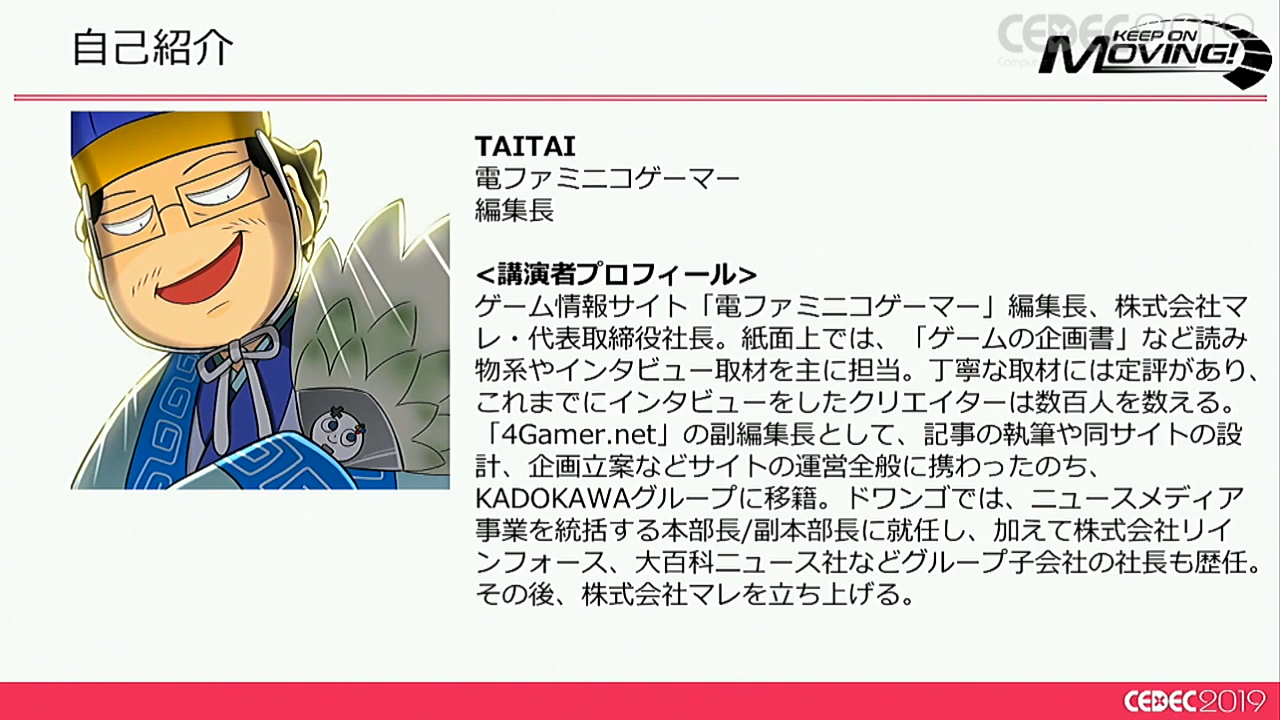 自己紹介
CEDEC2019
KEEP ON
MOVING!
TAITAI
電ファミニコゲーマー
編集長
<講演者プロフィール>
ゲーム情報サイト「電ファミニコゲーマー」編集長、株式会社マ
レ・代表取締役社長。紙面上では、「ゲームの企画書」など読み
物系やインタビュー取材を主に担当。丁寧な取材には定評があり、
これまでにインタビューをしたクリエイターは数百人を数える。
「4Gamer.net」の副編集長として、記事の執筆や同サイトの設
計、企画立案などサイトの運営全般に携わったのち、
KADOKAWAグループに移籍。ドワンゴでは、ニュースメディア
事業を統括する本部長/副本部長に就任し、加えて株式会社リイ
ンフォース、大百科ニュース社などグループ子会社の社長も歴任。
その後、株式会社マレを立ち上げる。
CEDEC2019